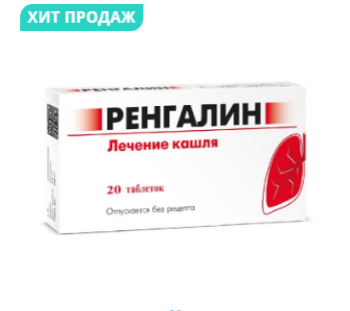 ХИТ ПРОДАЖ
РЕНГАЛИН
Лечение кашля
20 таблеток
Отпускается без рецепта